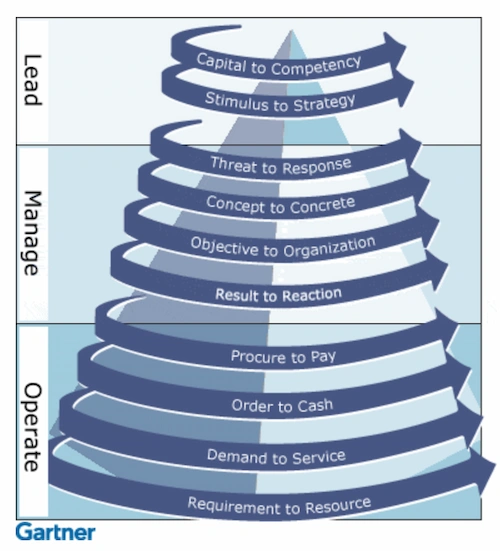 Lead
Capital to Competency
Stimulus to Strategy
Manage
Threat to Response
Concept to Concrete
Objective to Organization
Result to Reaction
Operate
Procure to Pay
Order to Cash
Demand to Service
Requirement to Resource
Gartner